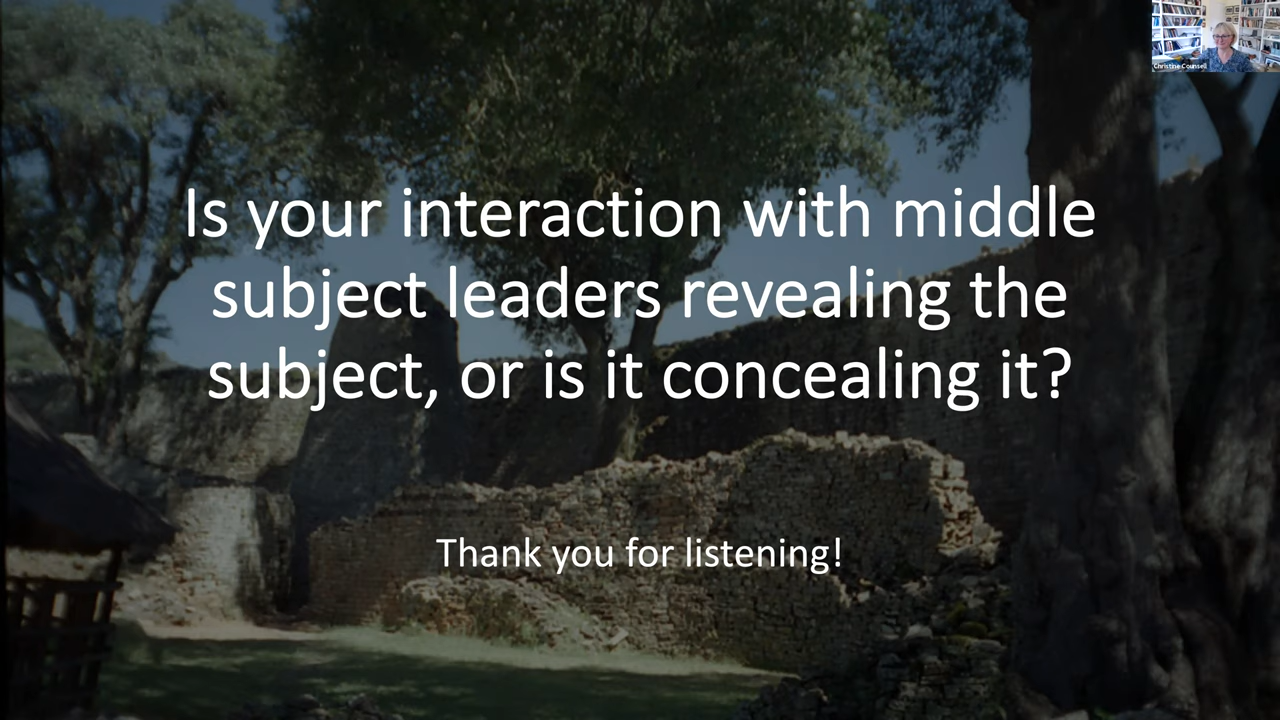 Christine Counsell
Is your interaction with middle
subject leaders revealing the
subject, or is it concealing it?
Thank you for listening!